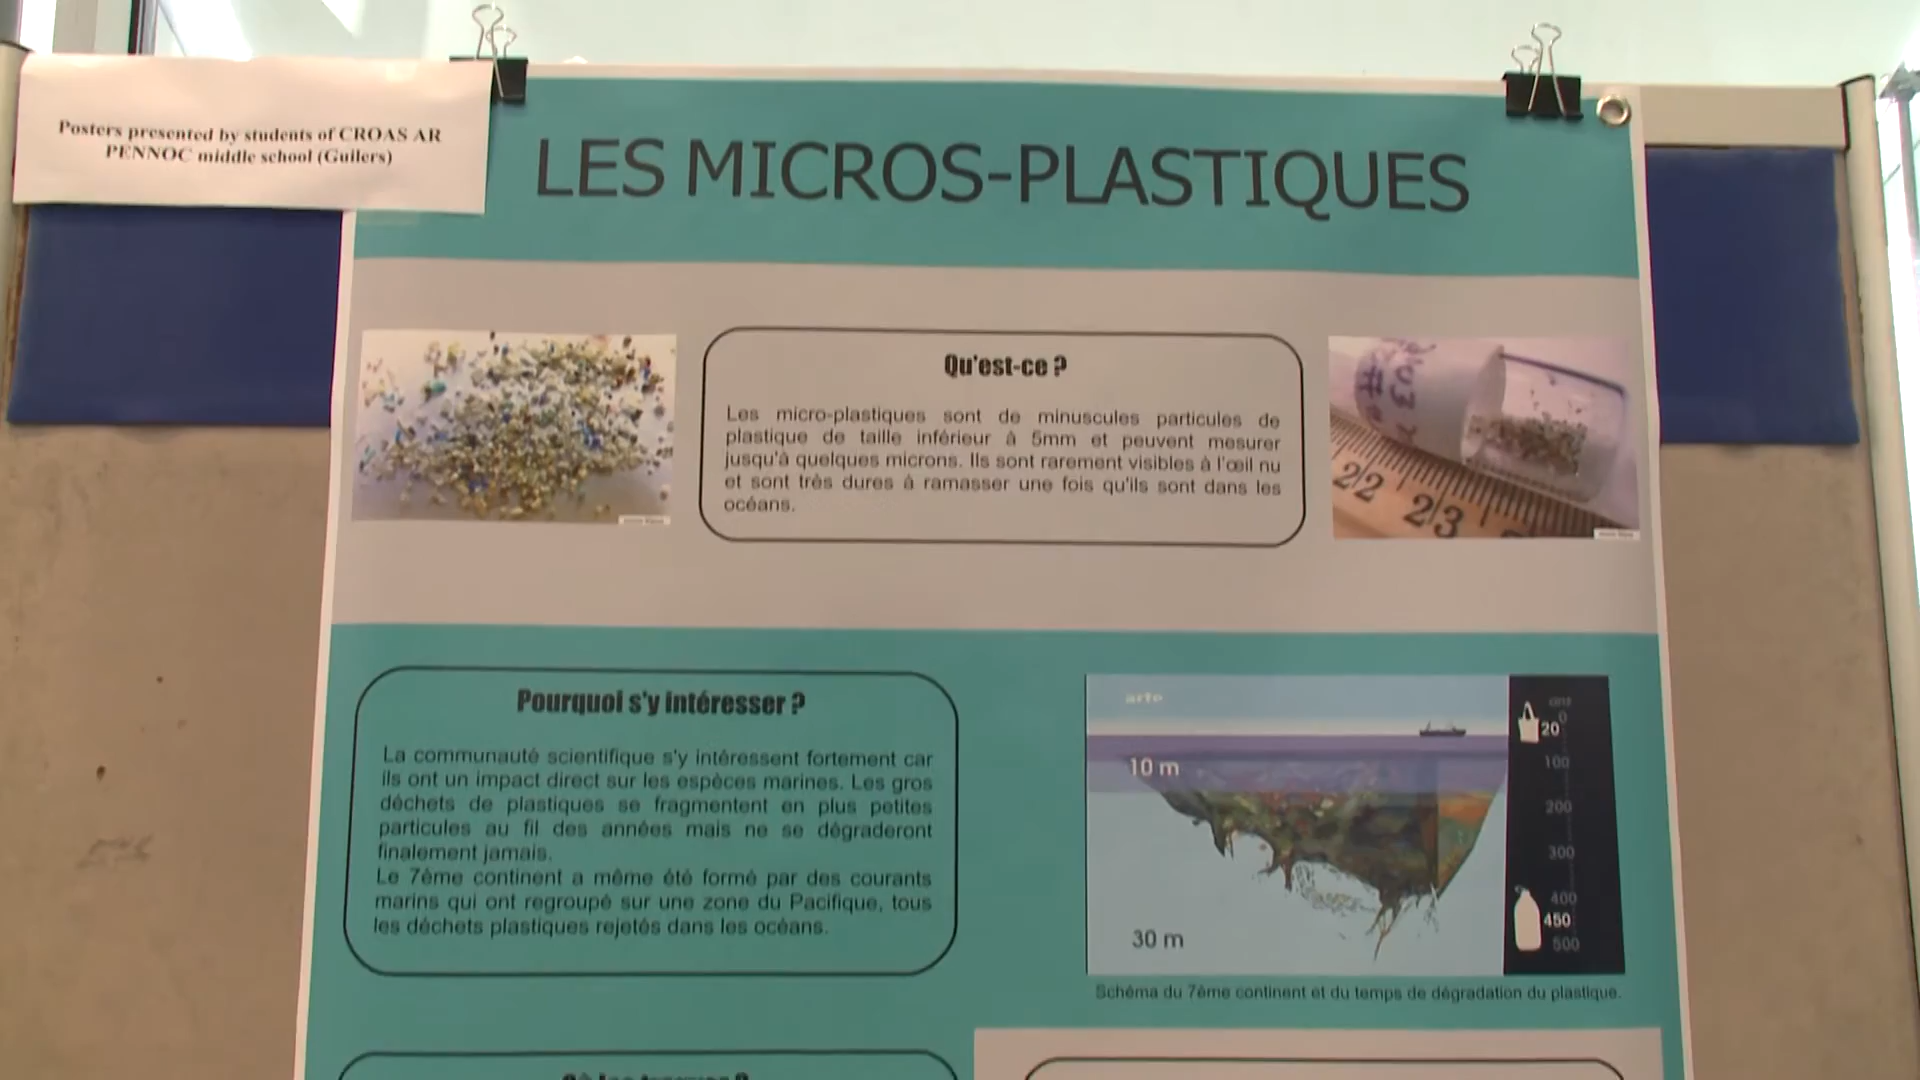 Posters presented by students of CROAS AR
PENNOC middle school (Guilers)
LES MICROS-PLASTIQUES
Qu'est-ce ?
Les micro-plastiques sont de minuscules particules de
plastique de taille inférieur à 5mm et peuvent mesurer
jusqu'à quelques microns. Ils sont rarement visibles à l'œil nu
et sont très dures à ramasser une fois qu'ils sont dans les
océans.
22 23
Pourquoi s'y intéresser ?
La communauté scientifique s'y intéressent fortement car
ils ont un impact direct sur les espèces marines. Les gros
déchets de plastiques se fragmentent en plus petites
particules au fil des années mais ne se dégraderont
finalement jamais.
Le 7ème continent a même été formé par des courants
marins qui ont regroupé sur une zone du Pacifique, tous
les déchets plastiques rejetés dans les océans.
arte
10 m
30 m
ans
0
20
100
200
300
400
450
500
Schéma du 7ème continent et du temps de dégradation du plastique.